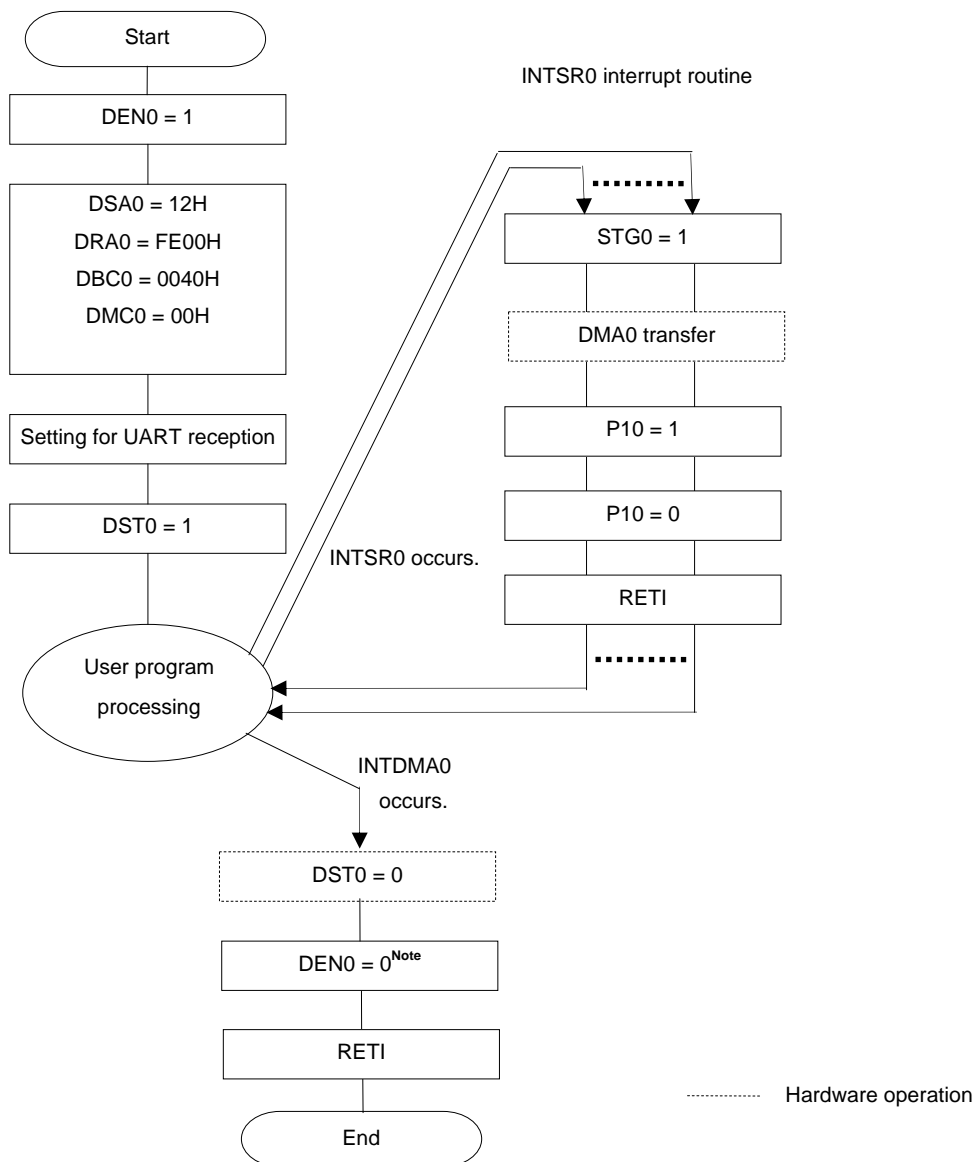 Start
DEN0 = 1
DSA0 = 12H
DRA0 = FE00H
DBC0 = 0040H
DMC0 = 00H
Setting for UART reception
DST0 = 1
User program
processing
INTSR0 occurs.
INTSR0 interrupt routine
STG0 = 1
DMA0 transfer
P10 = 1
P10 = 0
RETI
INTDMA0
occurs.
DST0 = 0
DEN0 = 0Note
RETI
End
Hardware operation